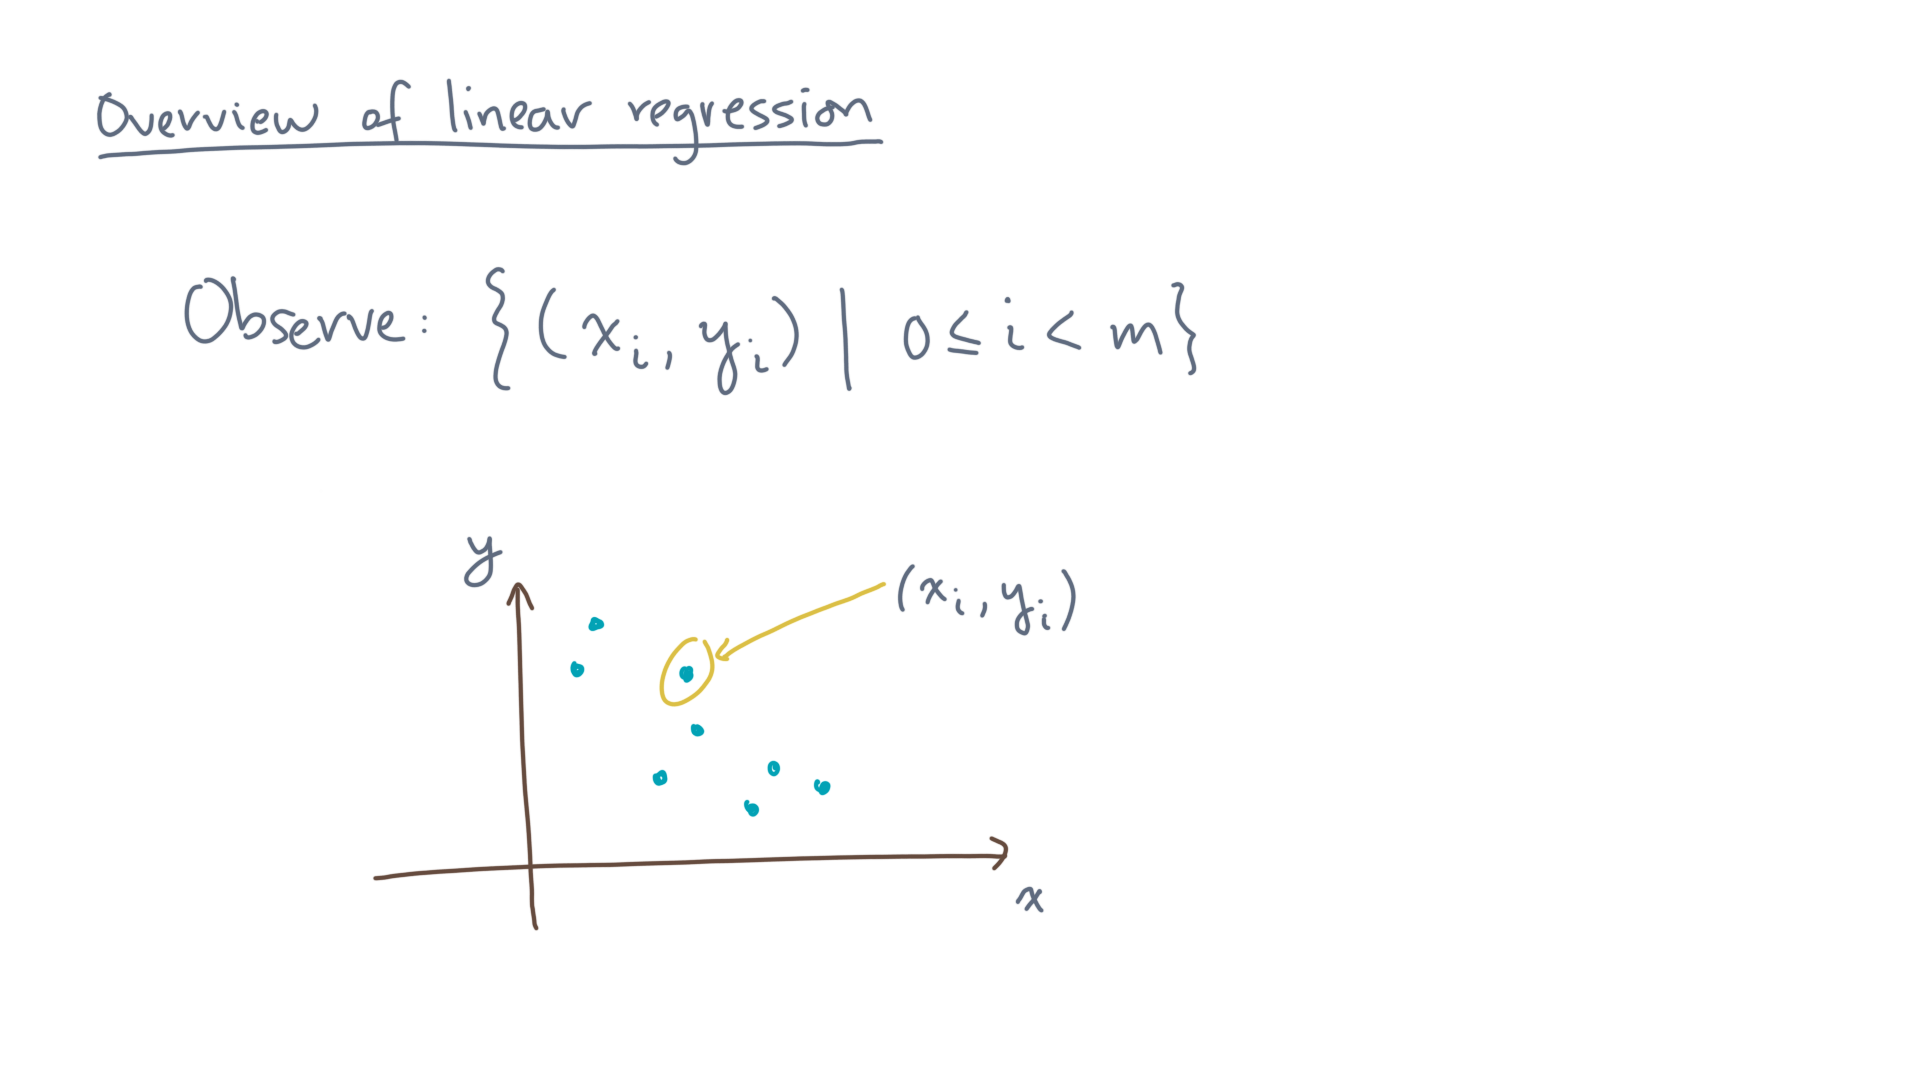 Overview of linear regression
Observe: {(xᵢ, yᵢ) | 0 ≤ i < m}
y
(xᵢ, yᵢ)
x